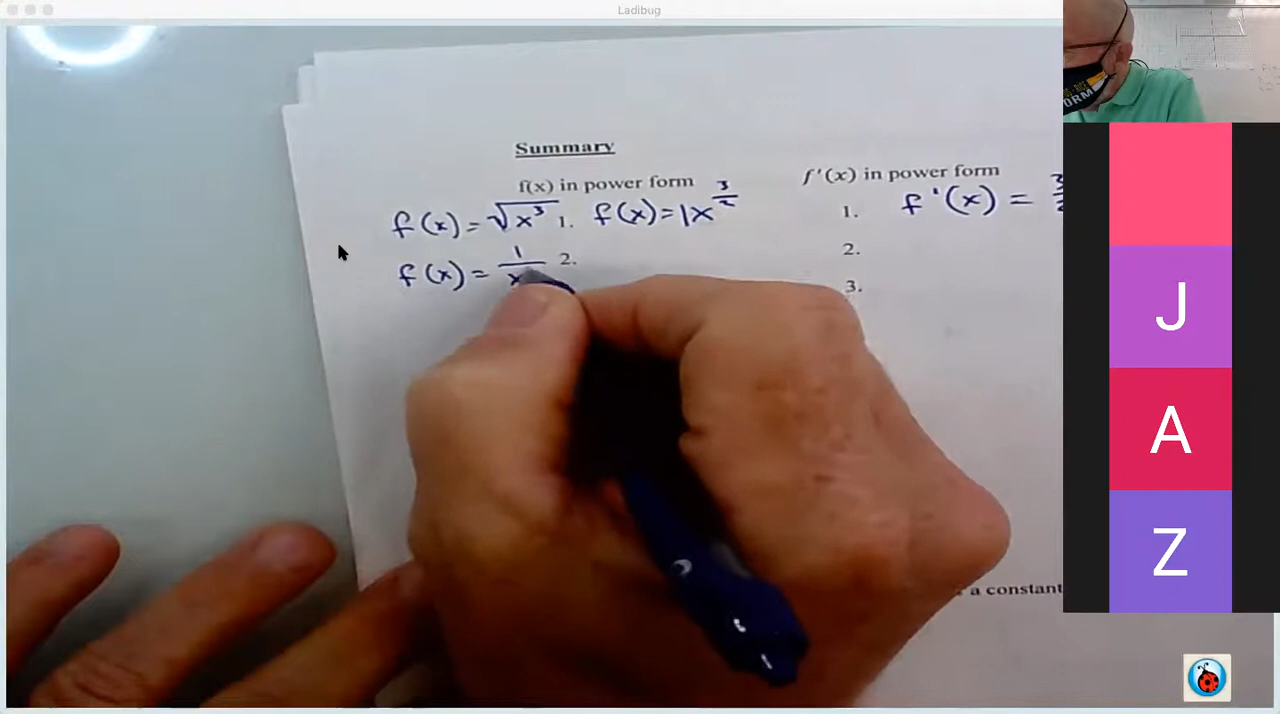 Ladibug
Summary
f(x) in power form
f'(x) in power form
f(x) = √x³ 1. f(x) = 1x^3/2
1. f'(x) =
f(x) = 1/x 2.
2.
3.
a constant
J
A
Z